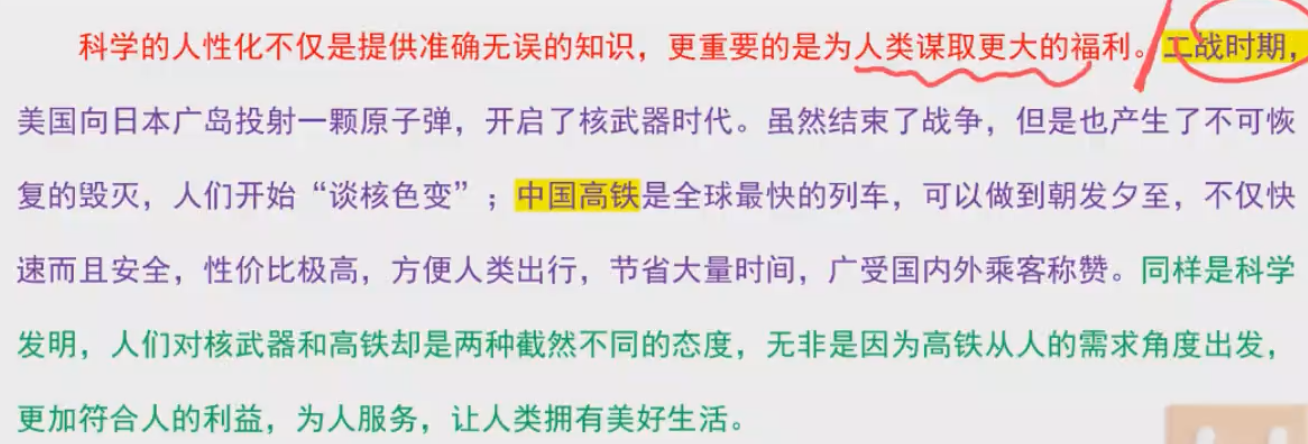 科学的人性化不仅是提供准确无误的知识，更重要的是为人类谋取更大的福利。二战时期，
美国向日本广岛投射一颗原子弹，开启了核武器时代。虽然结束了战争，但是也产生了不可恢
复的毁灭，人们开始“谈核色变”；中国高铁是全球最快的列车，可以做到朝发夕至，不仅快
速而且安全，性价比极高，方便人类出行，节省大量时间，广受国内外乘客称赞。同样是科学
发明，人们对核武器和高铁却是两种截然不同的态度，无非是因为高铁从人的需求角度出发，
更加符合人的利益，为人服务，让人类拥有美好生活。